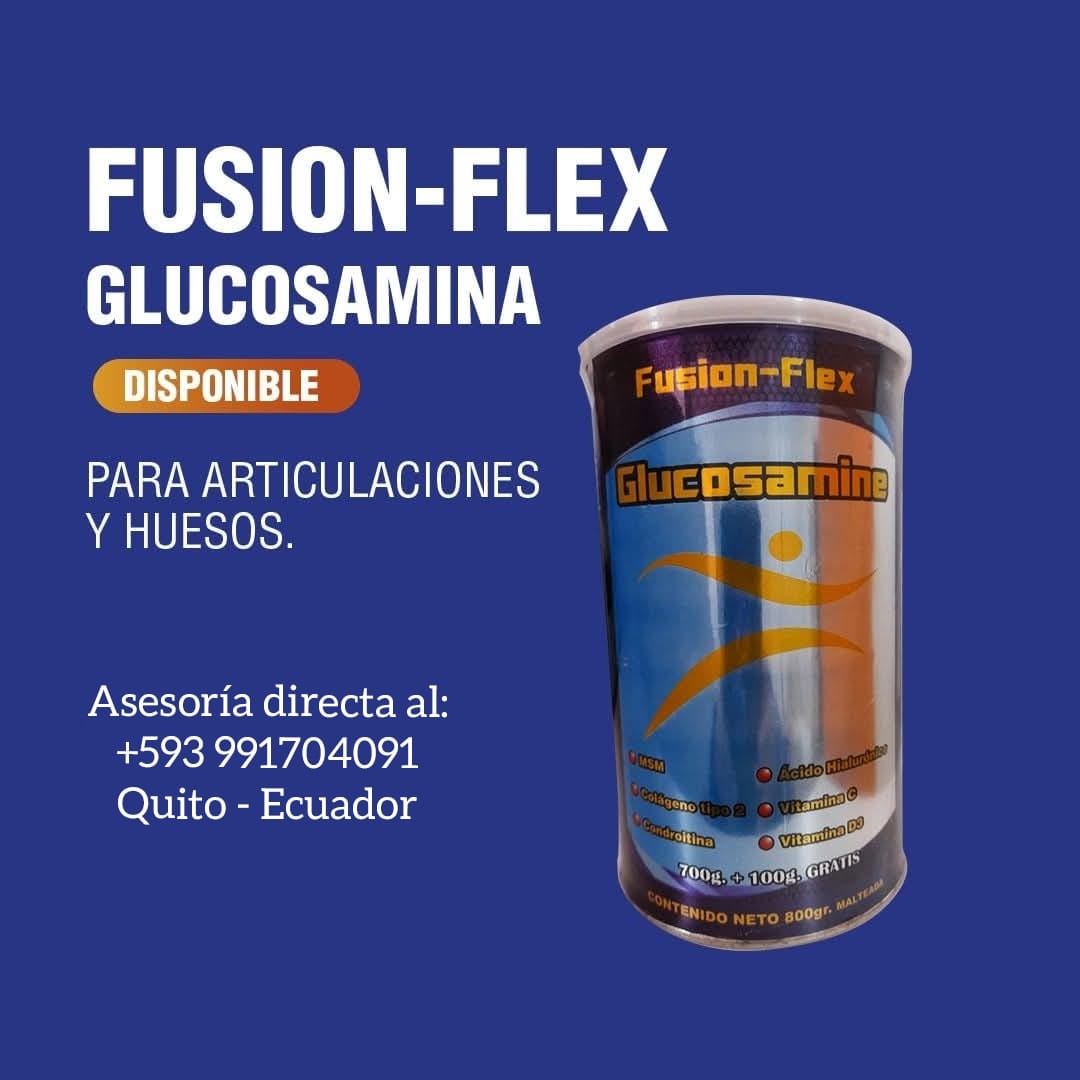 FUSION-FLEX
GLUCOSAMINA
DISPONIBLE
PARA ARTICULACIONES
Y HUESOS.
Asesoría directa al:
+593 991704091
Quito - Ecuador
Fusion-Flex
Glucosamine
MSM
Colágeno tipo 2
Condroitina
Ácido Hialurónico
Vitamina C
Vitamina D3
700g. + 100g. GRATIS
CONTENIDO NETO 800gr. MALTEADA